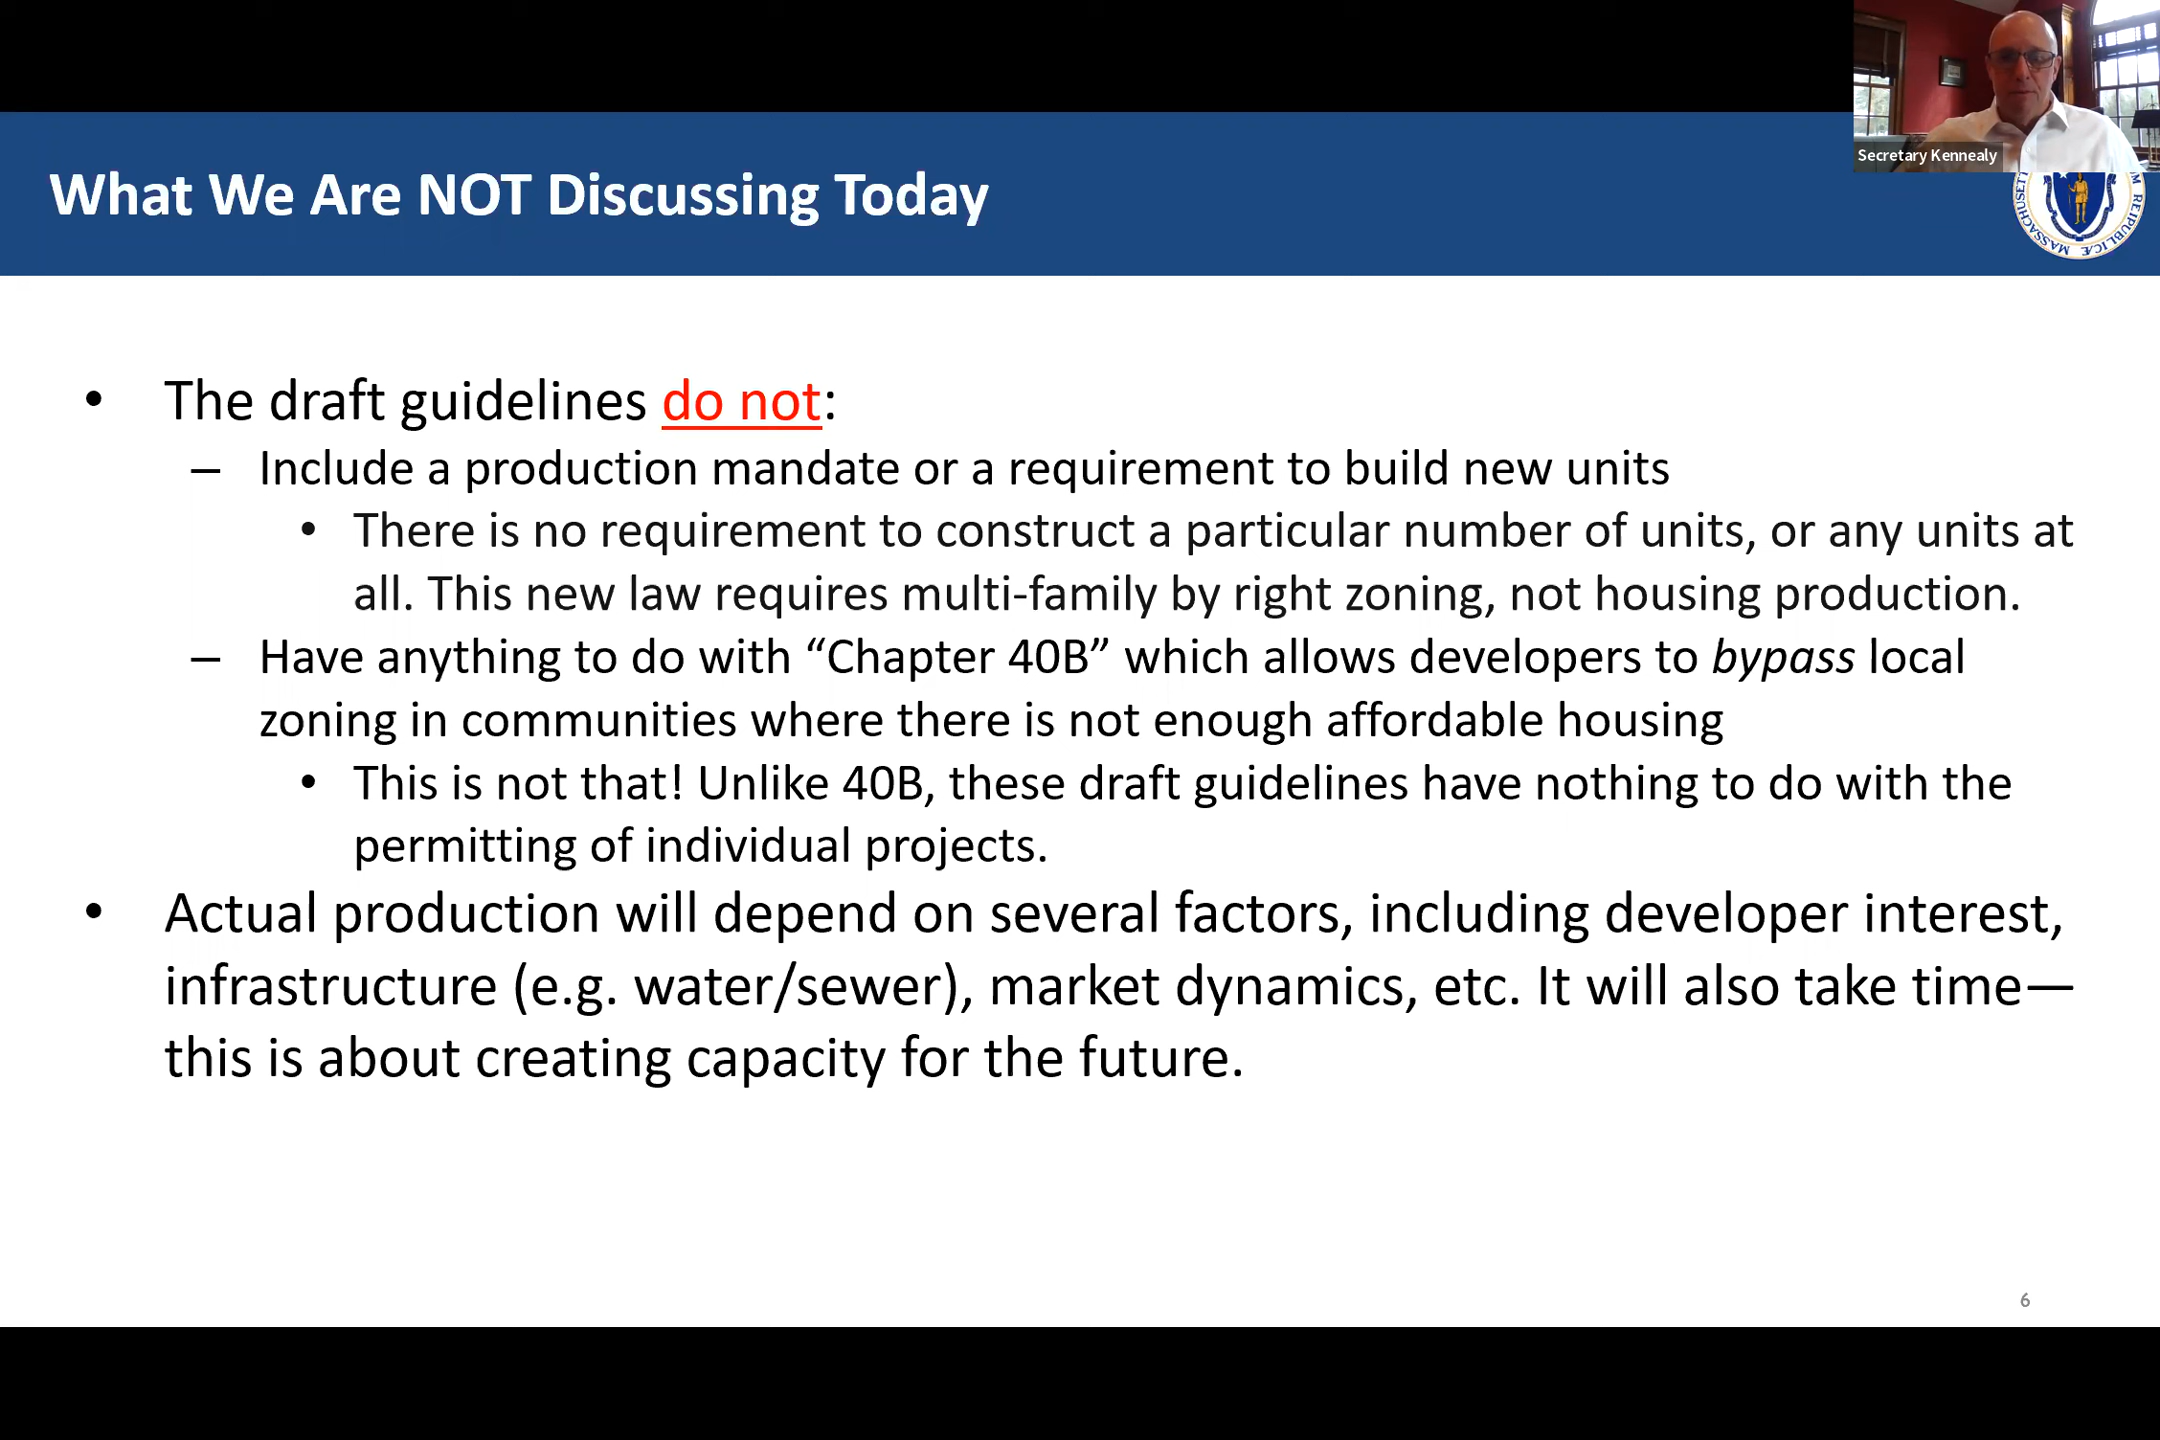 Secretary Kennealy
What We Are NOT Discussing Today
MASSACHUSETT
M REIPUBLICÆ
• The draft guidelines do not:
– Include a production mandate or a requirement to build new units
• There is no requirement to construct a particular number of units, or any units at
all. This new law requires multi-family by right zoning, not housing production.
– Have anything to do with “Chapter 40B” which allows developers to bypass local
zoning in communities where there is not enough affordable housing
• This is not that! Unlike 40B, these draft guidelines have nothing to do with the
permitting of individual projects.
• Actual production will depend on several factors, including developer interest,
infrastructure (e.g. water/sewer), market dynamics, etc. It will also take time—
this is about creating capacity for the future.
6